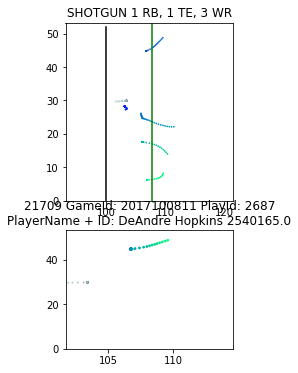 SHOTGUN 1 RB, 1 TE, 3 WR
50
40
30
20
10
0
100 110 120
21709 GameId: 2017100811 PlayId: 2687
PlayerName + ID: DeAndre Hopkins 2540165.0
40
20
0
105 110